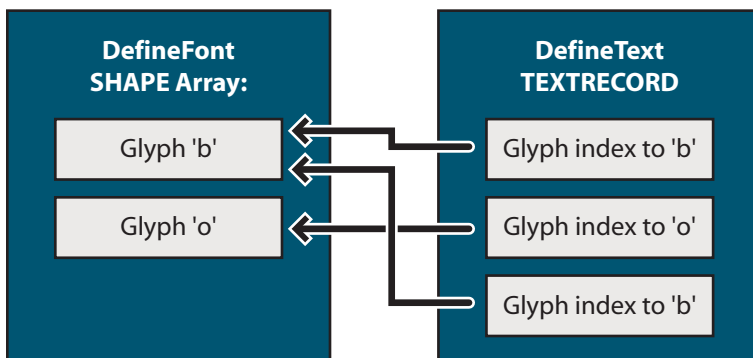 DefineFont
SHAPE Array:
Glyph 'b'
Glyph 'o'
DefineText
TEXTRECORD
Glyph index to 'b'
Glyph index to 'o'
Glyph index to 'b'